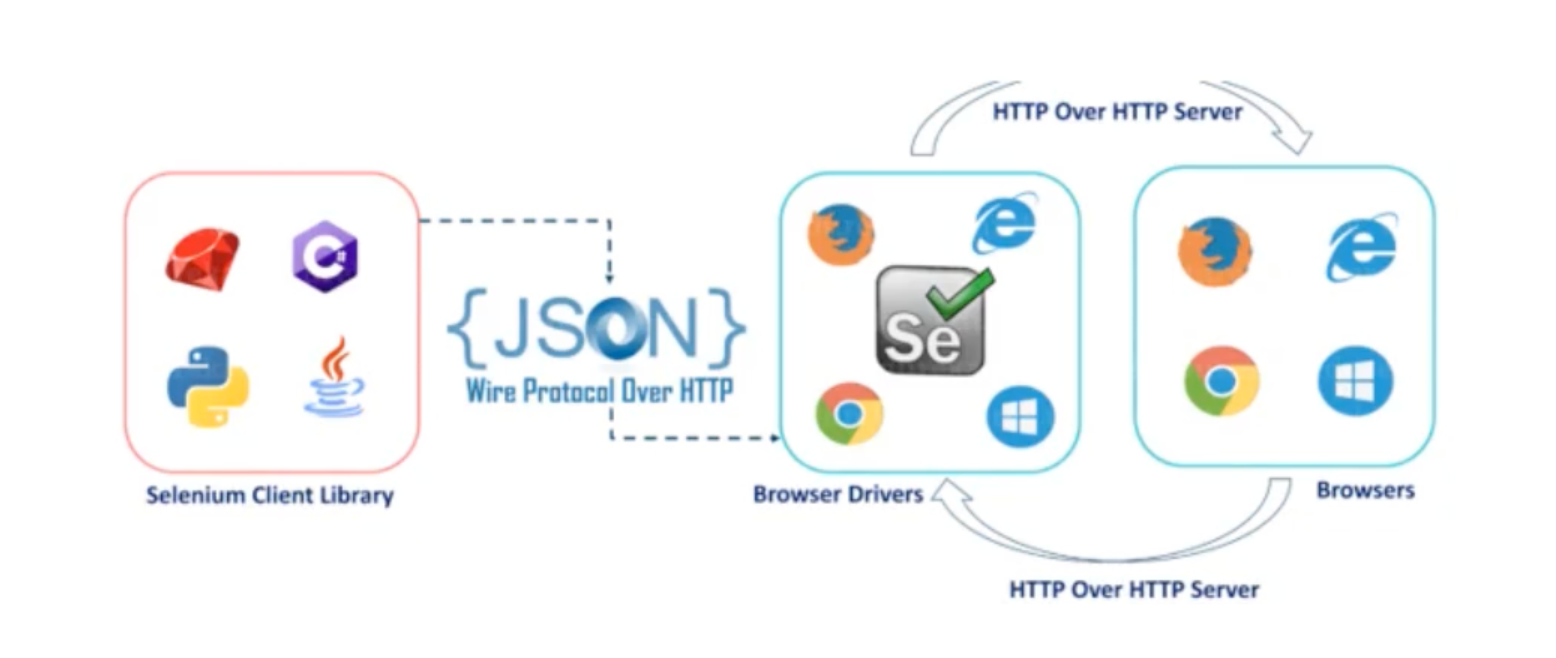 HTTP Over HTTP Server
C#
{JSON}
Wire Protocol Over HTTP
Se
Selenium Client Library
Browser Drivers
Browsers
HTTP Over HTTP Server